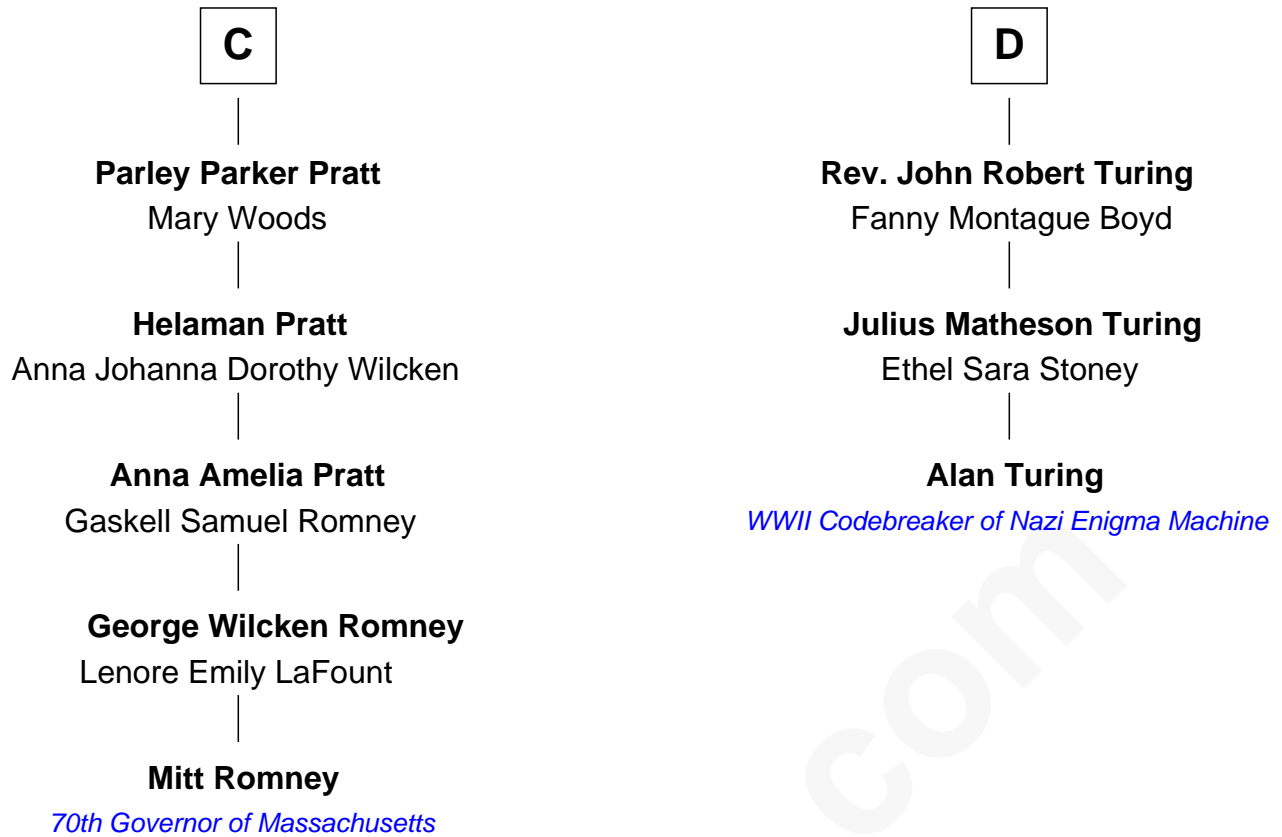 C
Parley Parker Pratt
Mary Woods
Helaman Pratt
Anna Johanna Dorothy Wilcken
Anna Amelia Pratt
Gaskell Samuel Romney
George Wilcken Romney
Lenore Emily LaFount
Mitt Romney
70th Governor of Massachusetts
D
Rev. John Robert Turing
Fanny Montague Boyd
Julius Matheson Turing
Ethel Sara Stoney
Alan Turing
WWII Codebreaker of Nazi Enigma Machine
com